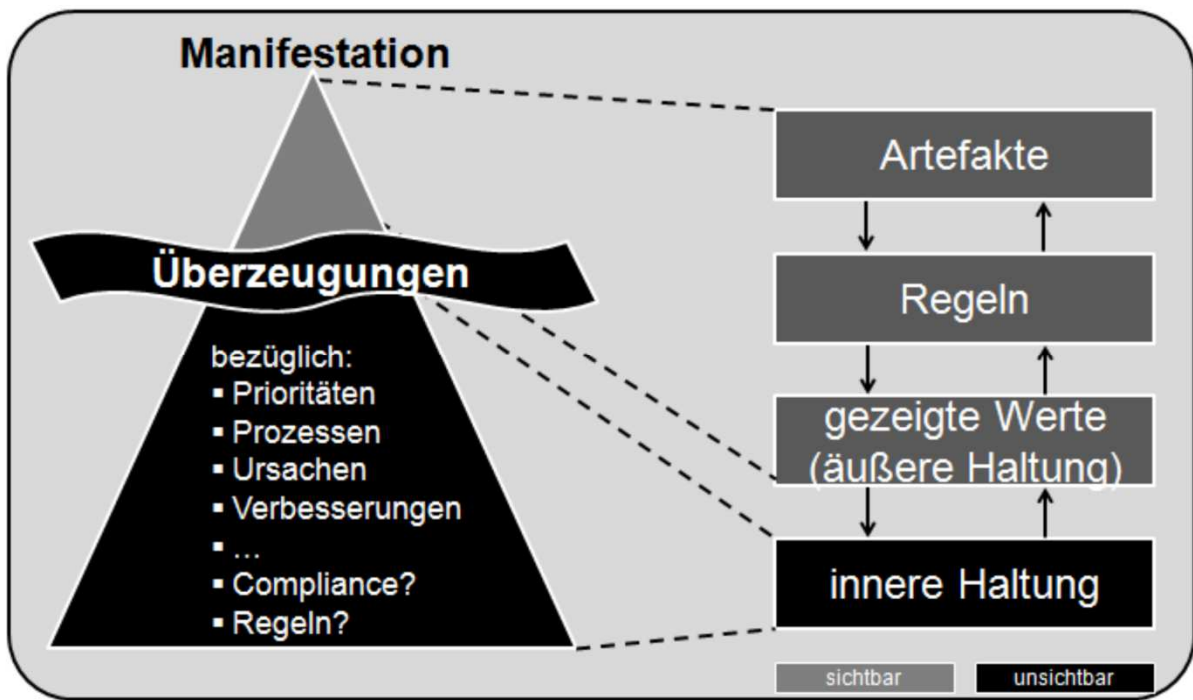 Manifestation
Überzeugungen
bezüglich:
▪ Prioritäten
▪ Prozessen
▪ Ursachen
▪ Verbesserungen
▪ ...
▪ Compliance?
▪ Regeln?
Artefakte
Regeln
gezeigte Werte
(äußere Haltung)
innere Haltung
sichtbar
unsichtbar